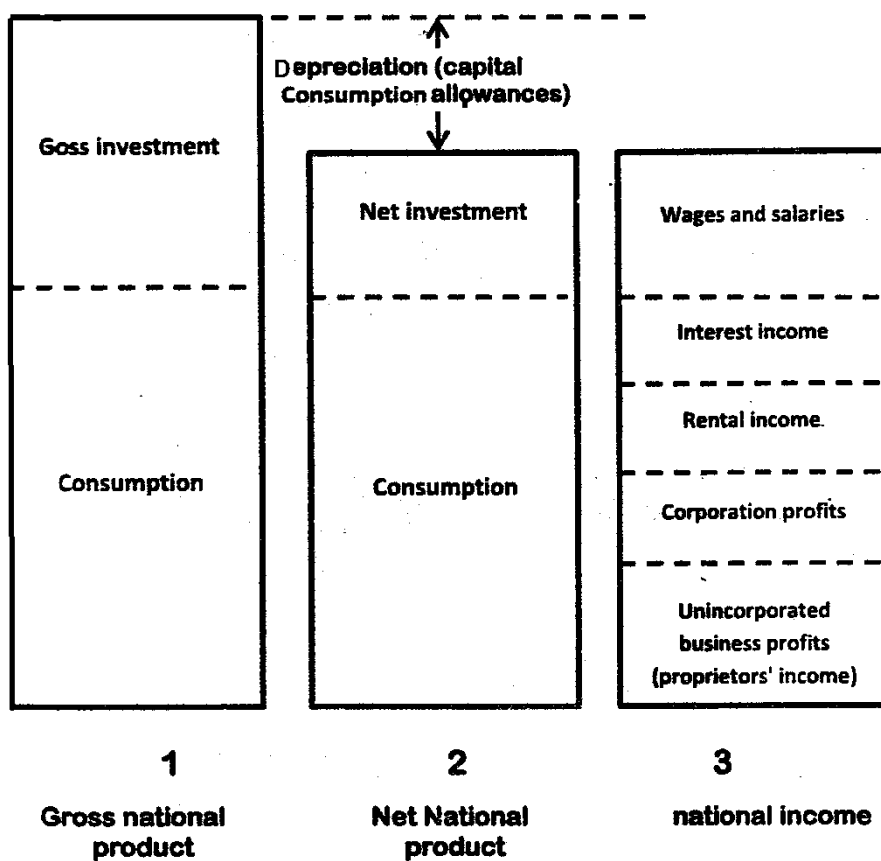 Depreciation (capital
Consumption allowances)
Goss investment
Net investment
Wages and salaries
Interest income
Rental income.
Consumption
Consumption
Corporation profits
Unincorporated
business profits
(proprietors' income)
1
2
3
Gross national
product
Net National
product
national income